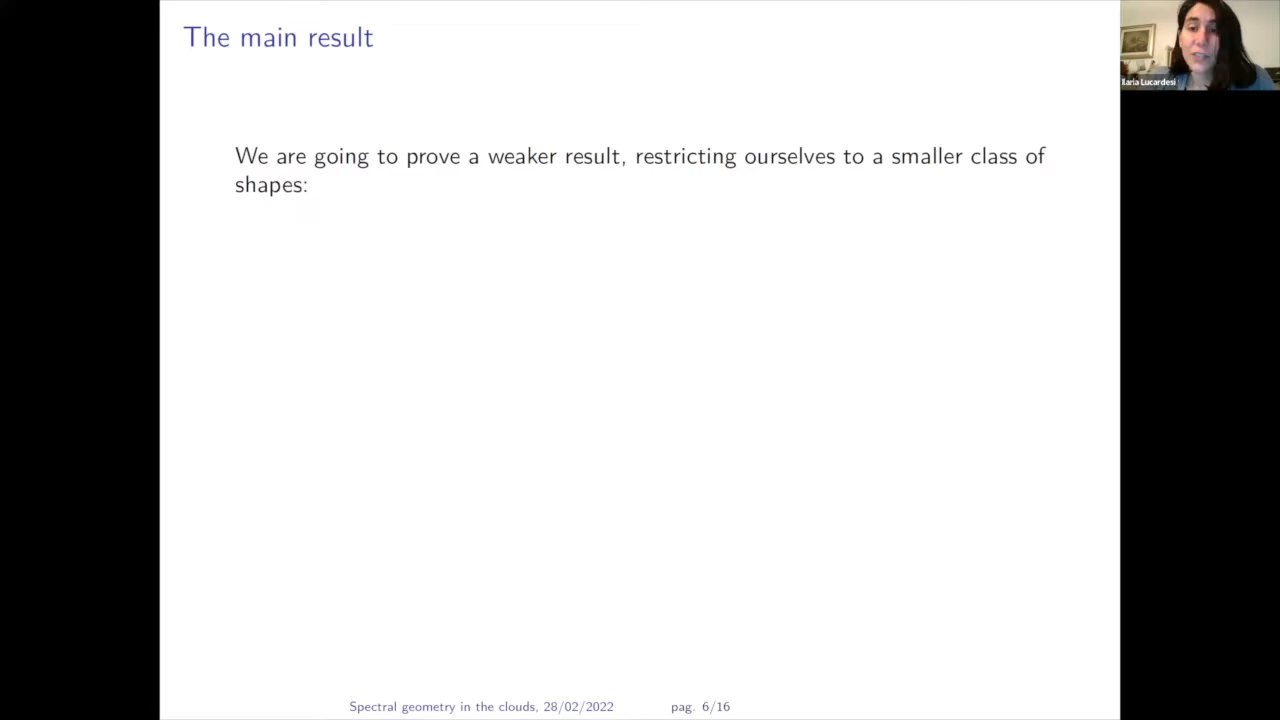 The main result
Ilaria Lucardesi
We are going to prove a weaker result, restricting ourselves to a smaller class of
shapes:
Spectral geometry in the clouds, 28/02/2022 pag. 6/16